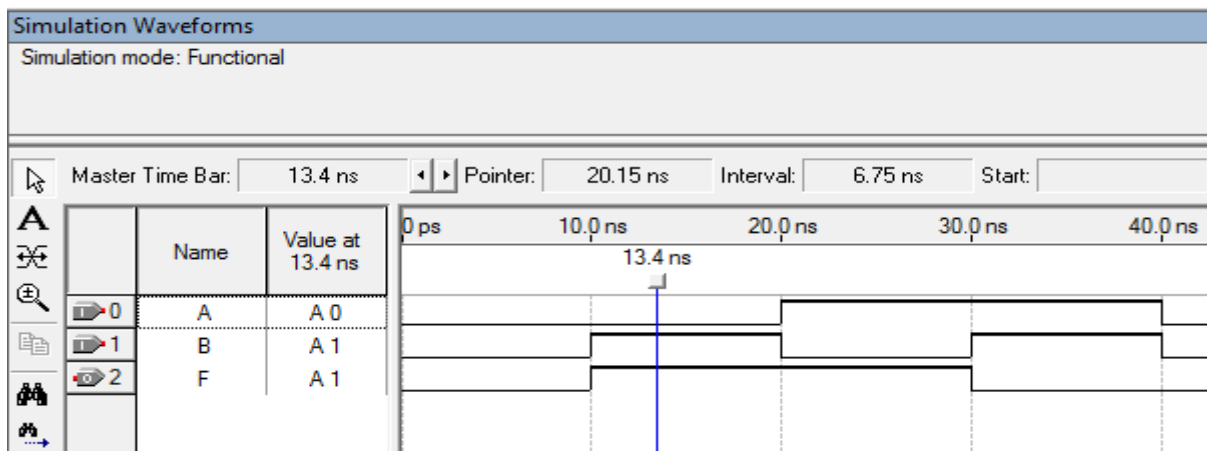 Simulation Waveforms
Simulation mode: Functional
Master Time Bar: 13.4 ns Pointer: 20.15 ns Interval: 6.75 ns Start:
A
Name
Value at
13.4 ns
0 ps 10.0 ns 20.0 ns 30.0 ns 40.0 ns
13.4 ns
0 A A 0
1 B A 1
2 F A 1